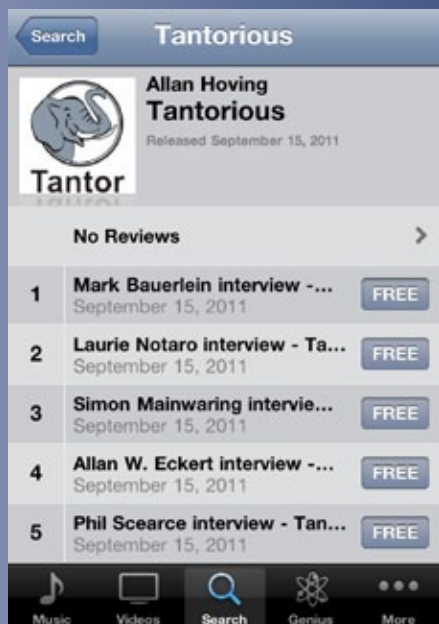 Search
Tantorious
Allan Hoving
Tantorious
Released September 15, 2011
Tantor
No Reviews
1
Mark Bauerlein interview -...
September 15, 2011
FREE
2
Laurie Notaro interview - Ta...
September 15, 2011
FREE
3
Simon Mainwaring intervie...
September 15, 2011
FREE
4
Allan W. Eckert interview -...
September 15, 2011
FREE
5
Phil Scearce interview - Tan...
September 15, 2011
FREE
Music
Videos
Search
Genius
More